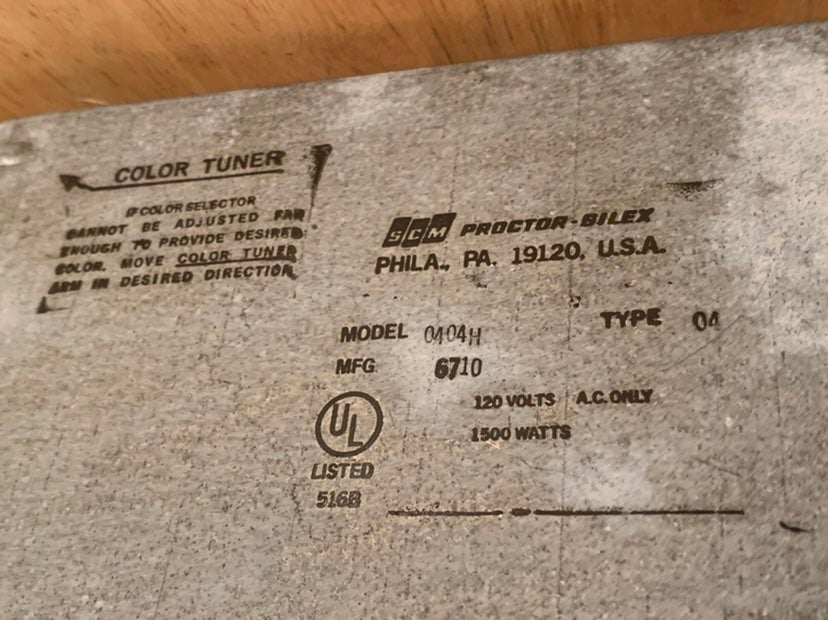 COLOR TUNER
IF COLOR SELECTOR
CANNOT BE ADJUSTED FAR
ENOUGH TO PROVIDE DESIRED
COLOR, MOVE COLOR TUNER
ARM IN DESIRED DIRECTION.
SCM PROCTOR-SILEX
PHILA., PA. 19120, U.S.A.
MODEL 0404H TYPE 04
MFG. 6710
120 VOLTS A.C. ONLY
1500 WATTS
UL
LISTED
516B